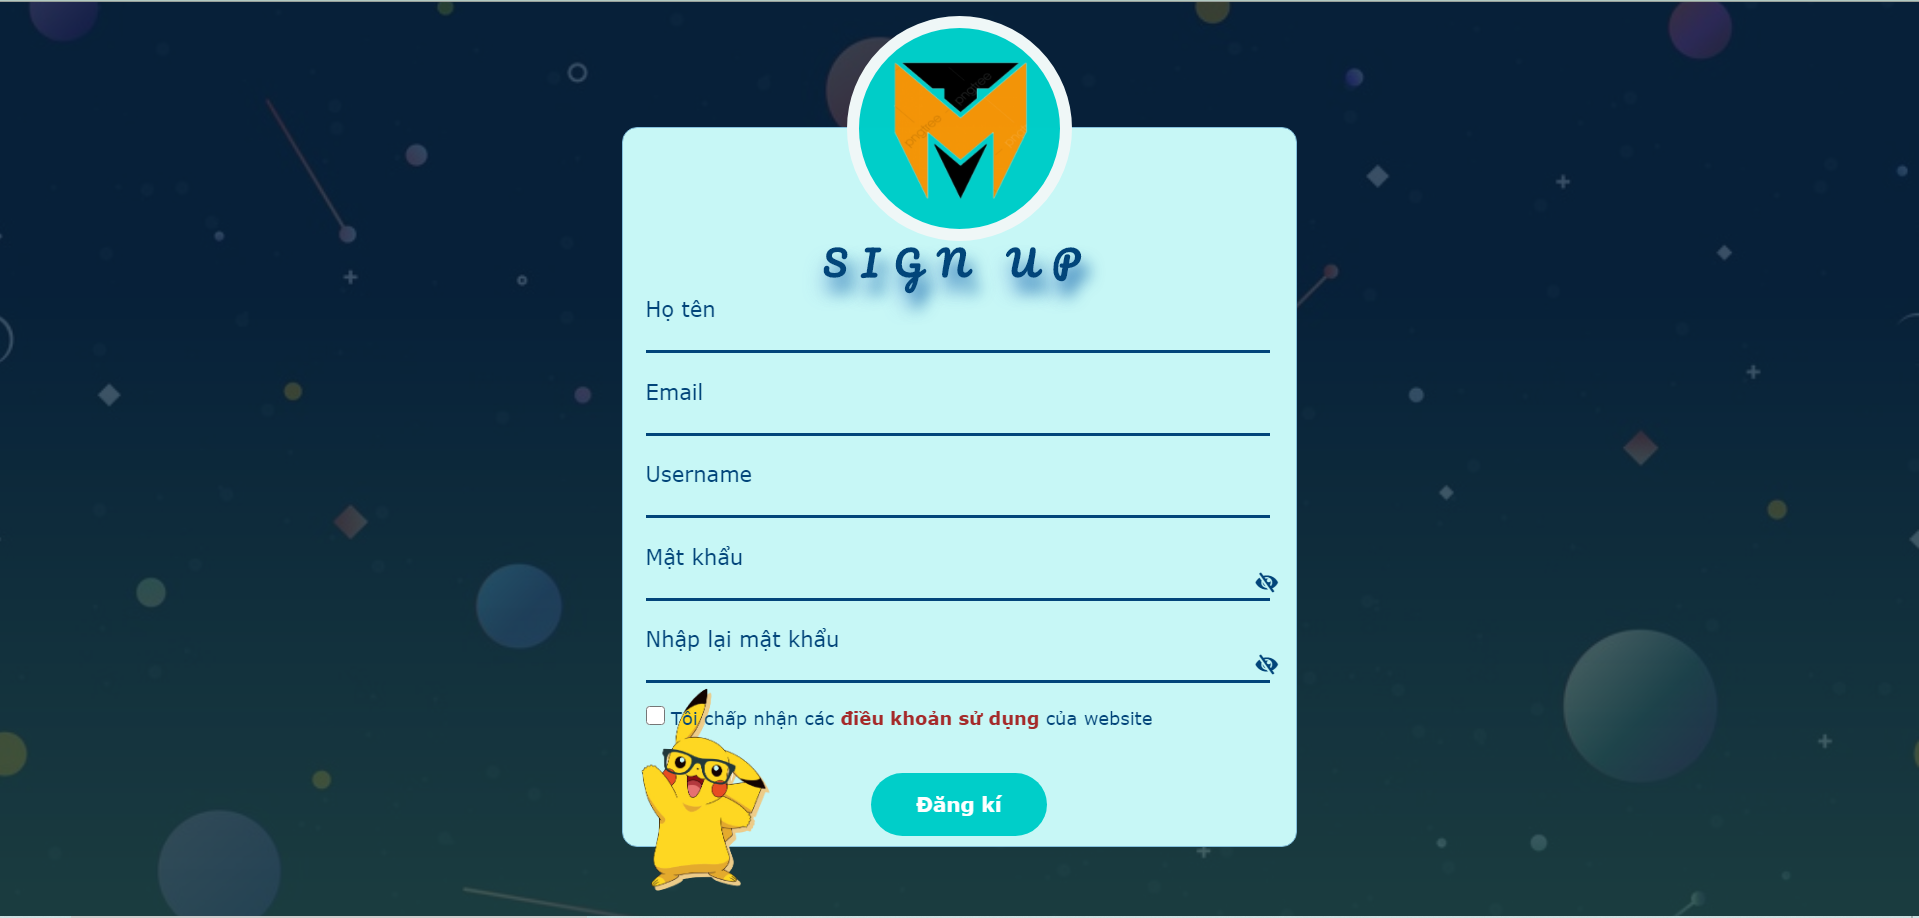 SIGN UP
Họ tên
Email
Username
Mật khẩu
Nhập lại mật khẩu
Tôi chấp nhận các điều khoản sử dụng của website
Đăng kí